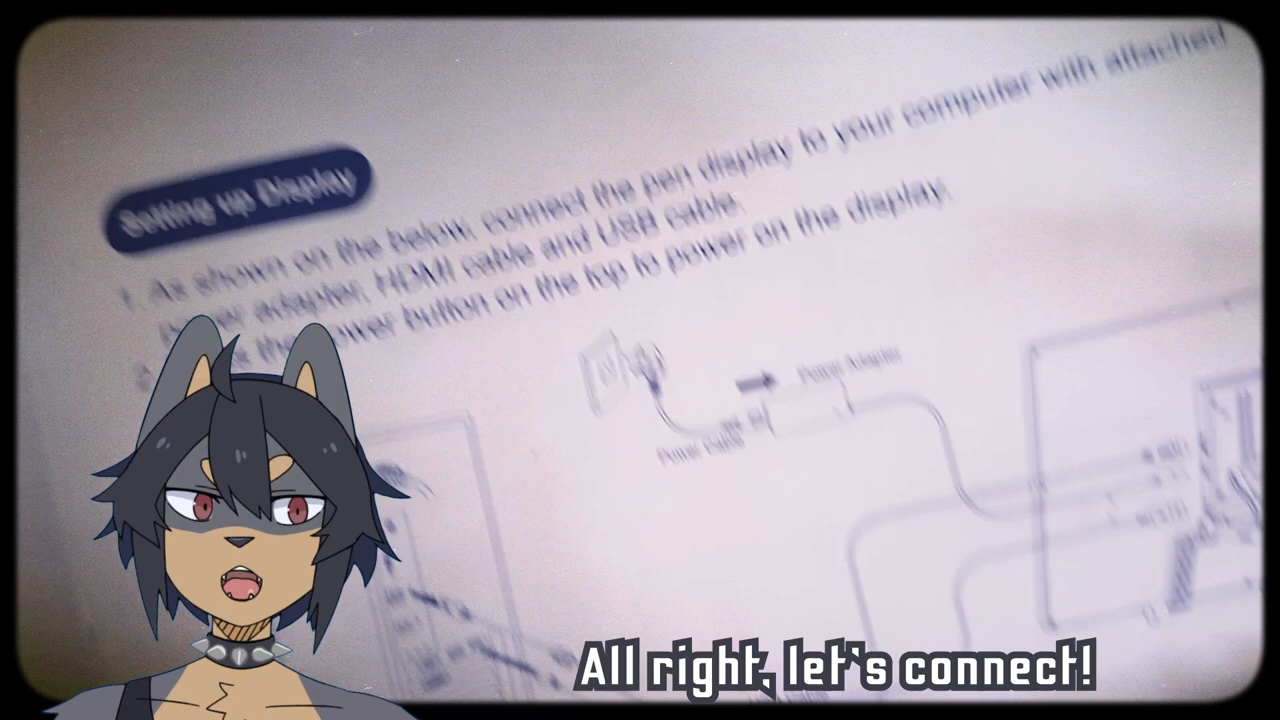 Setting up Display
1. As shown on the below, connect the pen display to your computer with attached
power adapter, HDMI cable and USB cable.
power button on the top to power on the display.
Power Adapter
Power Cable
All right, let's connect!